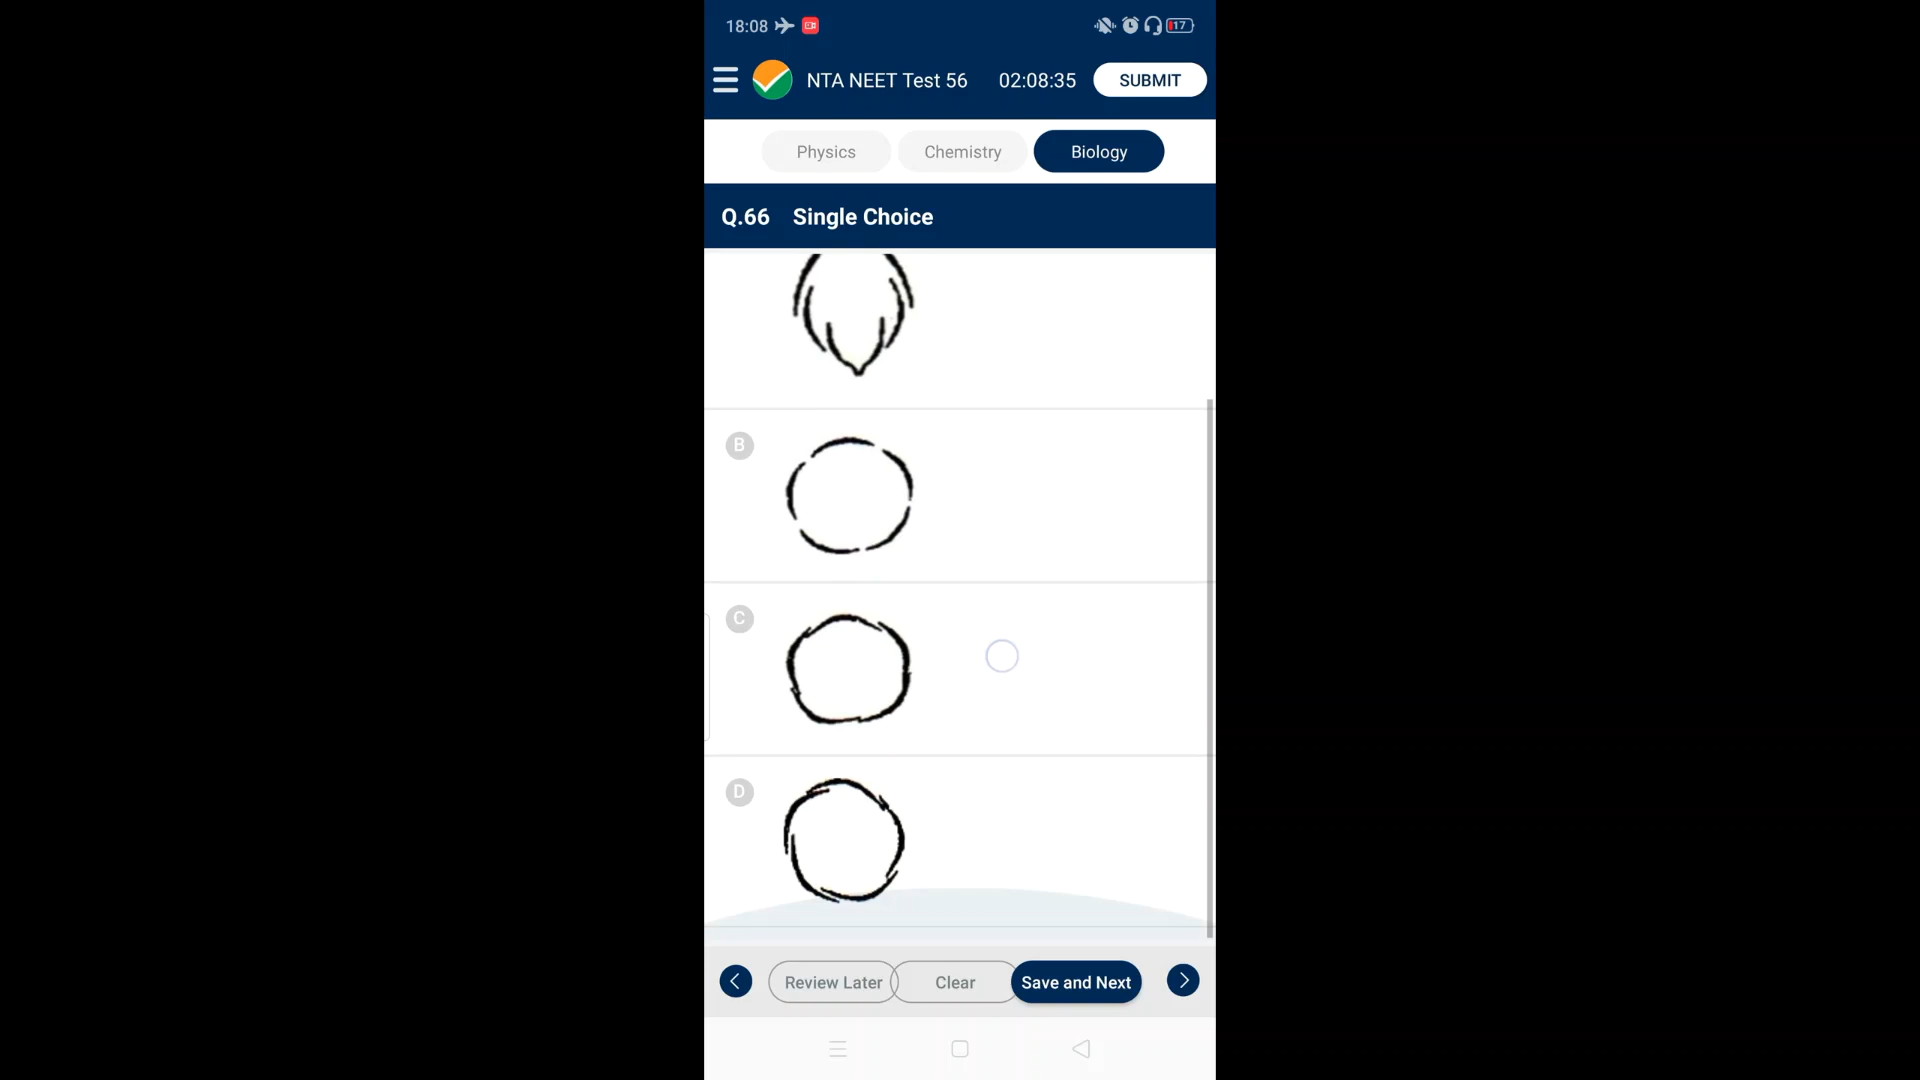 18:08
17
NTA NEET Test 56 02:08:35 SUBMIT
Physics Chemistry Biology
Q.66 Single Choice
B
C
D
Review Later Clear Save and Next